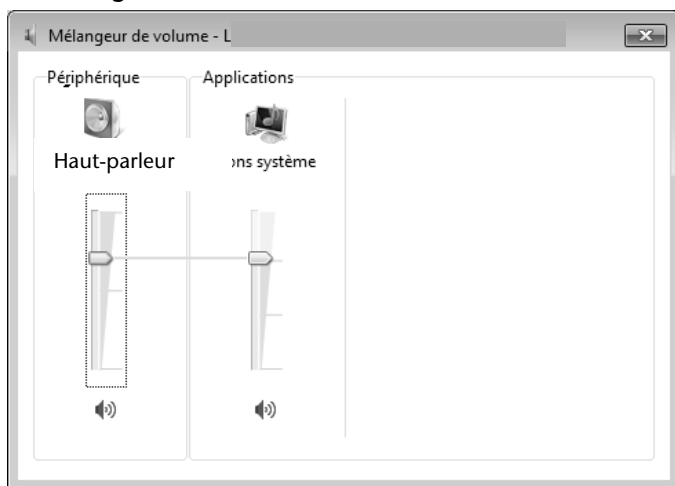 Mélangeur de volume - L
Périphérique
Applications
Haut-parleur
ons système